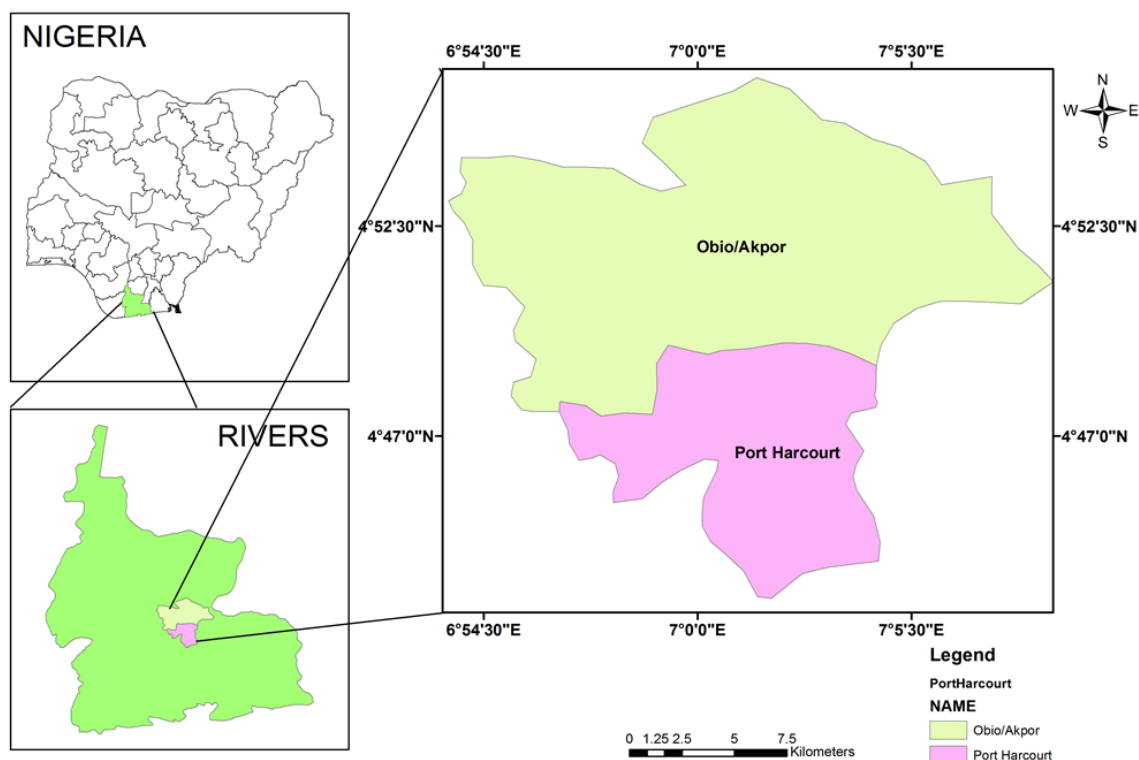 NIGERIA
RIVERS
6°54'30"E 7°0'0"E 7°5'30"E
N
W E
S
4°52'30"N 4°52'30"N
Obio/Akpor
4°47'0"N 4°47'0"N
Port Harcourt
6°54'30"E 7°0'0"E 7°5'30"E
Legend
PortHarcourt
NAME
Obio/Akpor
Port Harcourt
0 1.25 2.5 5 7.5
Kilometers